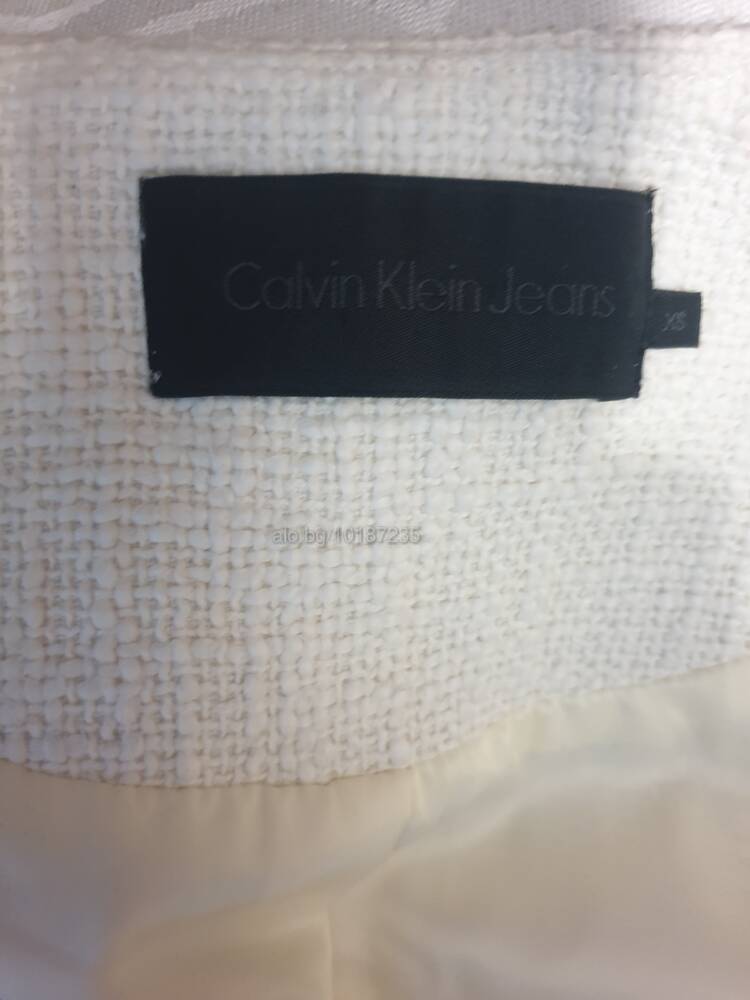 Calvin Klein Jeans
XS
alo.bg/10187235